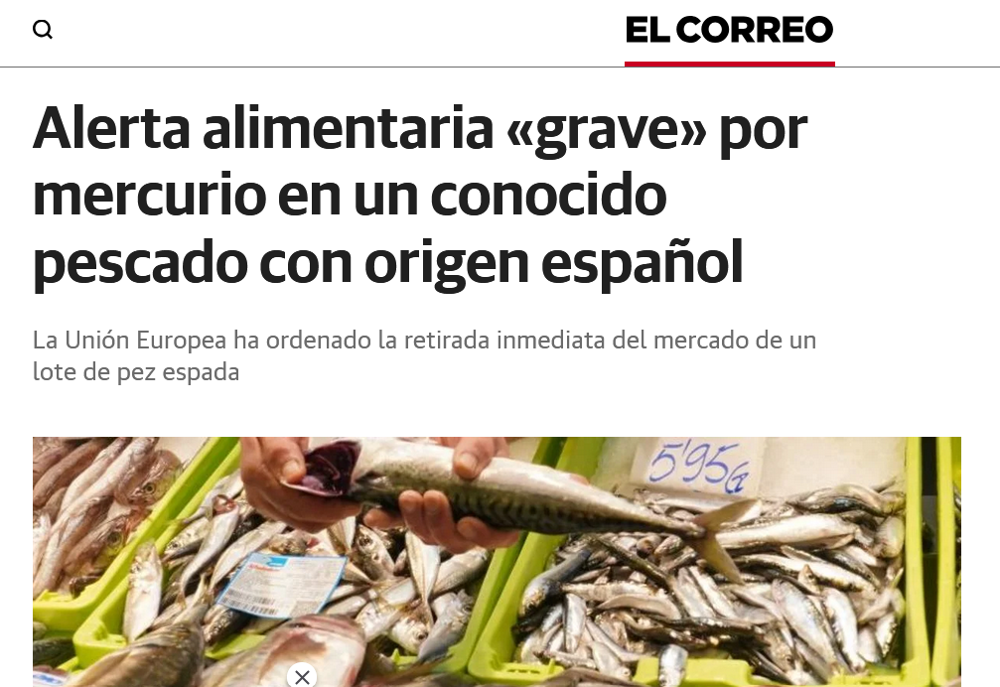 EL CORREO
Alerta alimentaria «grave» por
mercurio en un conocido
pescado con origen español
La Unión Europea ha ordenado la retirada inmediata del mercado de un
lote de pez espada
5'95€